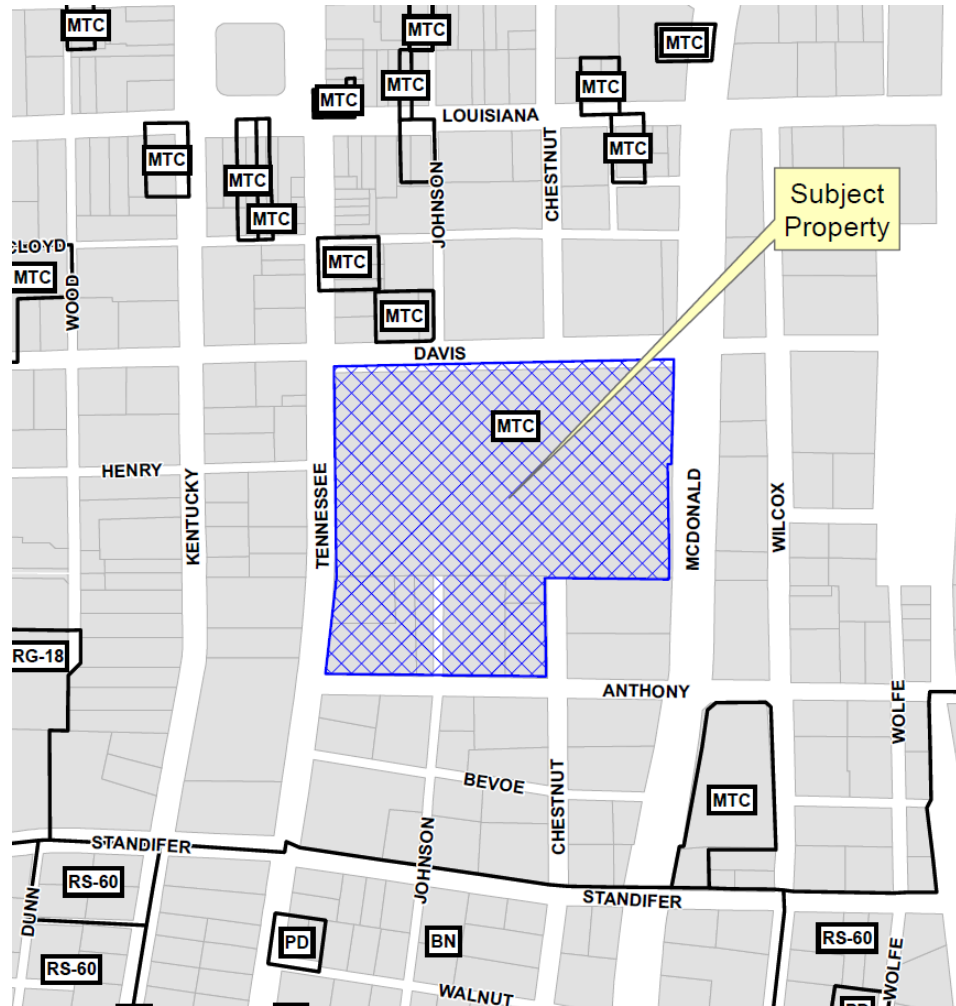 MTC
MTC
MTC
MTC
MTC
MTC
LOUISIANA
MTC
MTC
MTC
MTC
JOHNSON
CHESTNUT
Subject
Property
CLOYD
MTC
WOOD
MTC
MTC
DAVIS
MTC
HENRY
KENTUCKY
TENNESSEE
MCDONALD
WILCOX
RG-18
ANTHONY
WOLFE
BEVOE
CHESTNUT
MTC
STANDIFER
JOHNSON
STANDIFER
RS-60
DUNN
PD
BN
RS-60
RS-60
WOLFE
WALNUT